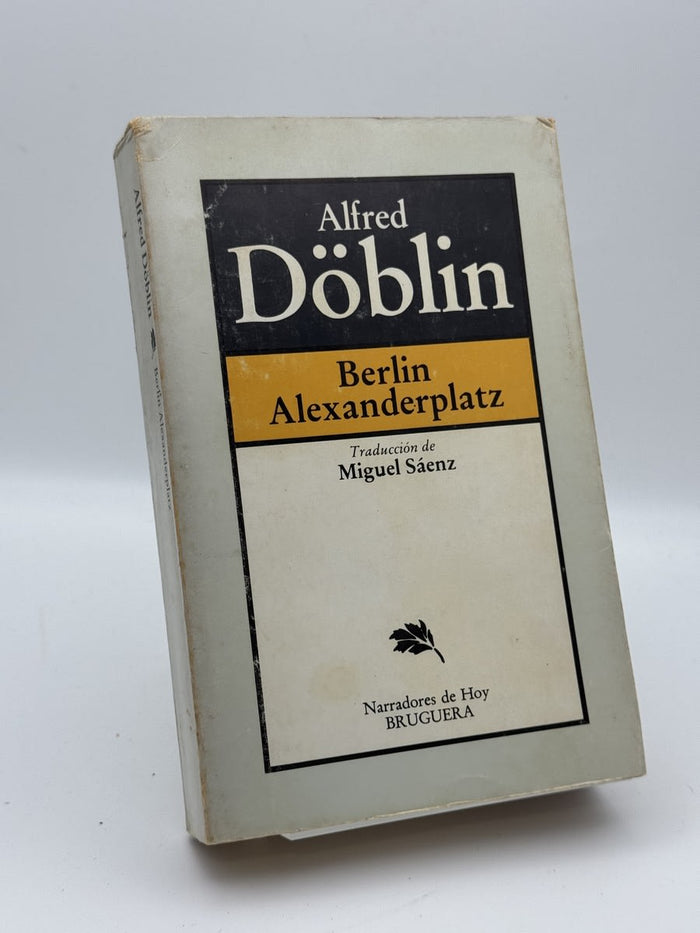 Alfred
Döblin
Berlin
Alexanderplatz
Traducción de
Miguel Sáenz
Narradores de Hoy
BRUGUERA
Alfred Döblin Berlin Alexanderplatz